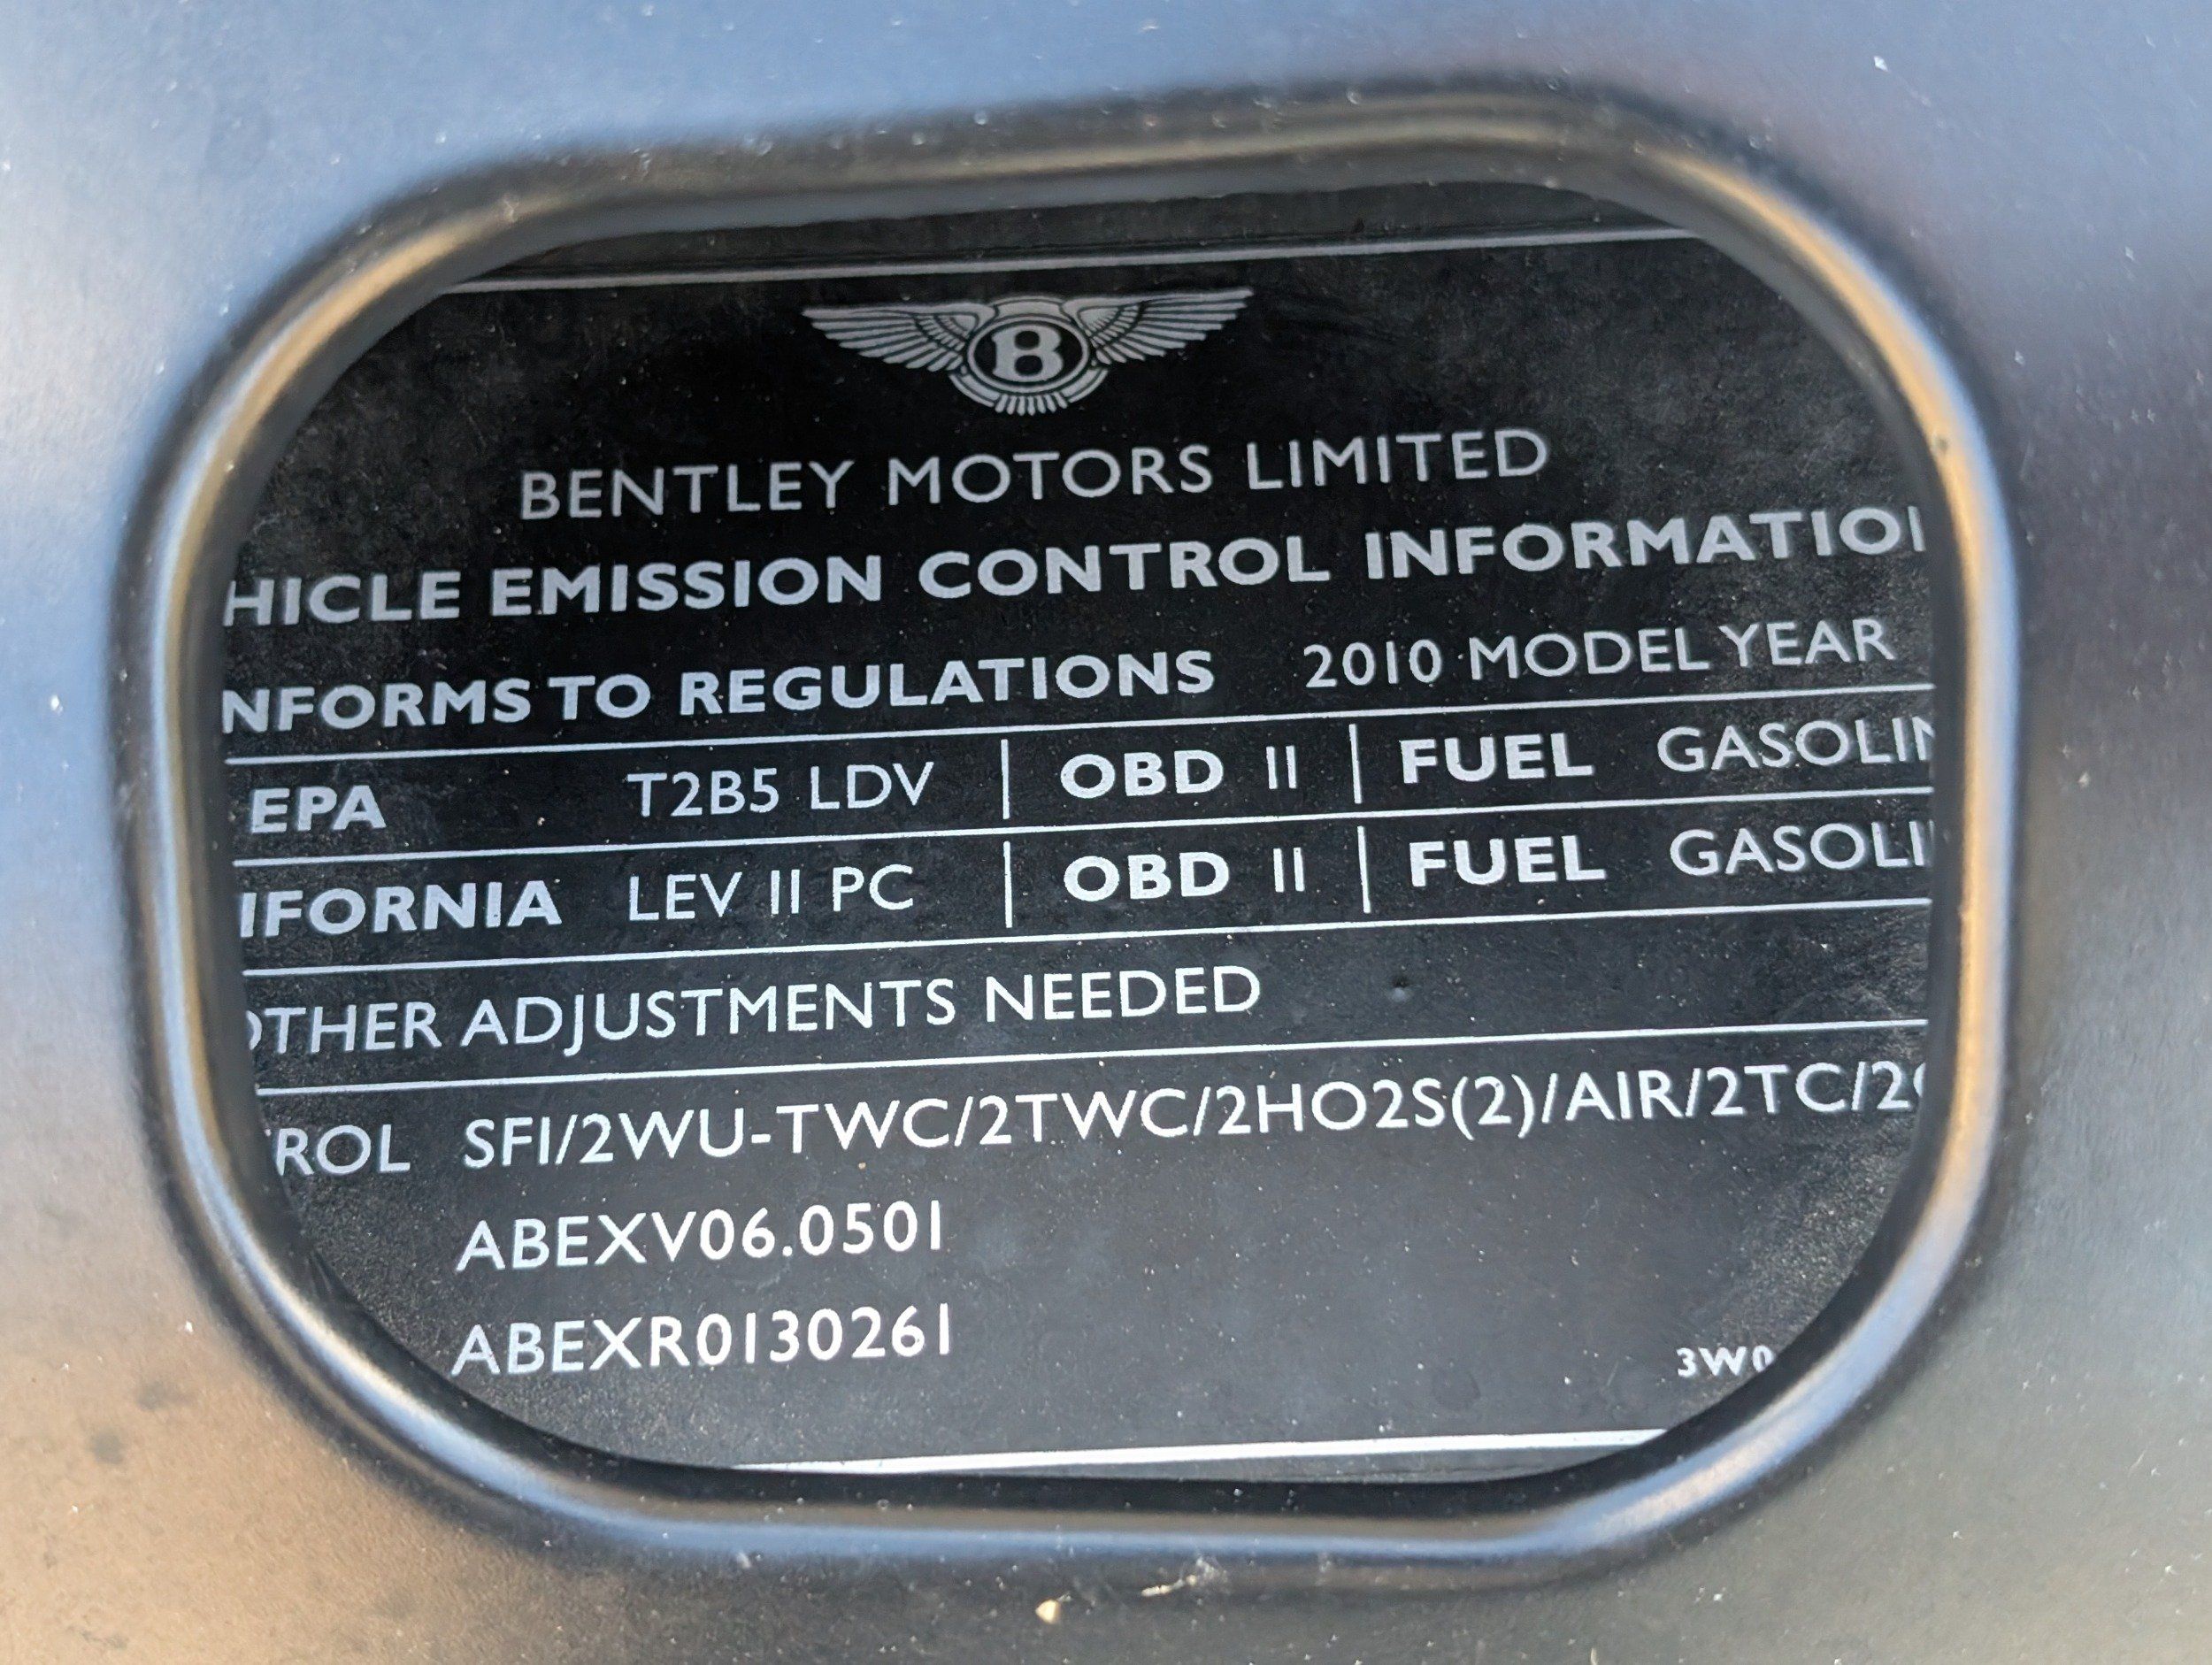 B
BENTLEY MOTORS LIMITED
HICLE EMISSION CONTROL INFORMATIO
NFORMS TO REGULATIONS 2010 MODEL YEAR
EPA T2B5 LDV | OBD II | FUEL GASOLIN
IFORNIA LEV II PC | OBD II | FUEL GASOLI
OTHER ADJUSTMENTS NEEDED
ROL SFI/2WU-TWC/2TWC/2HO2S(2)/AIR/2TC/2
ABEXV06.0501
ABEXR0130261
3W0